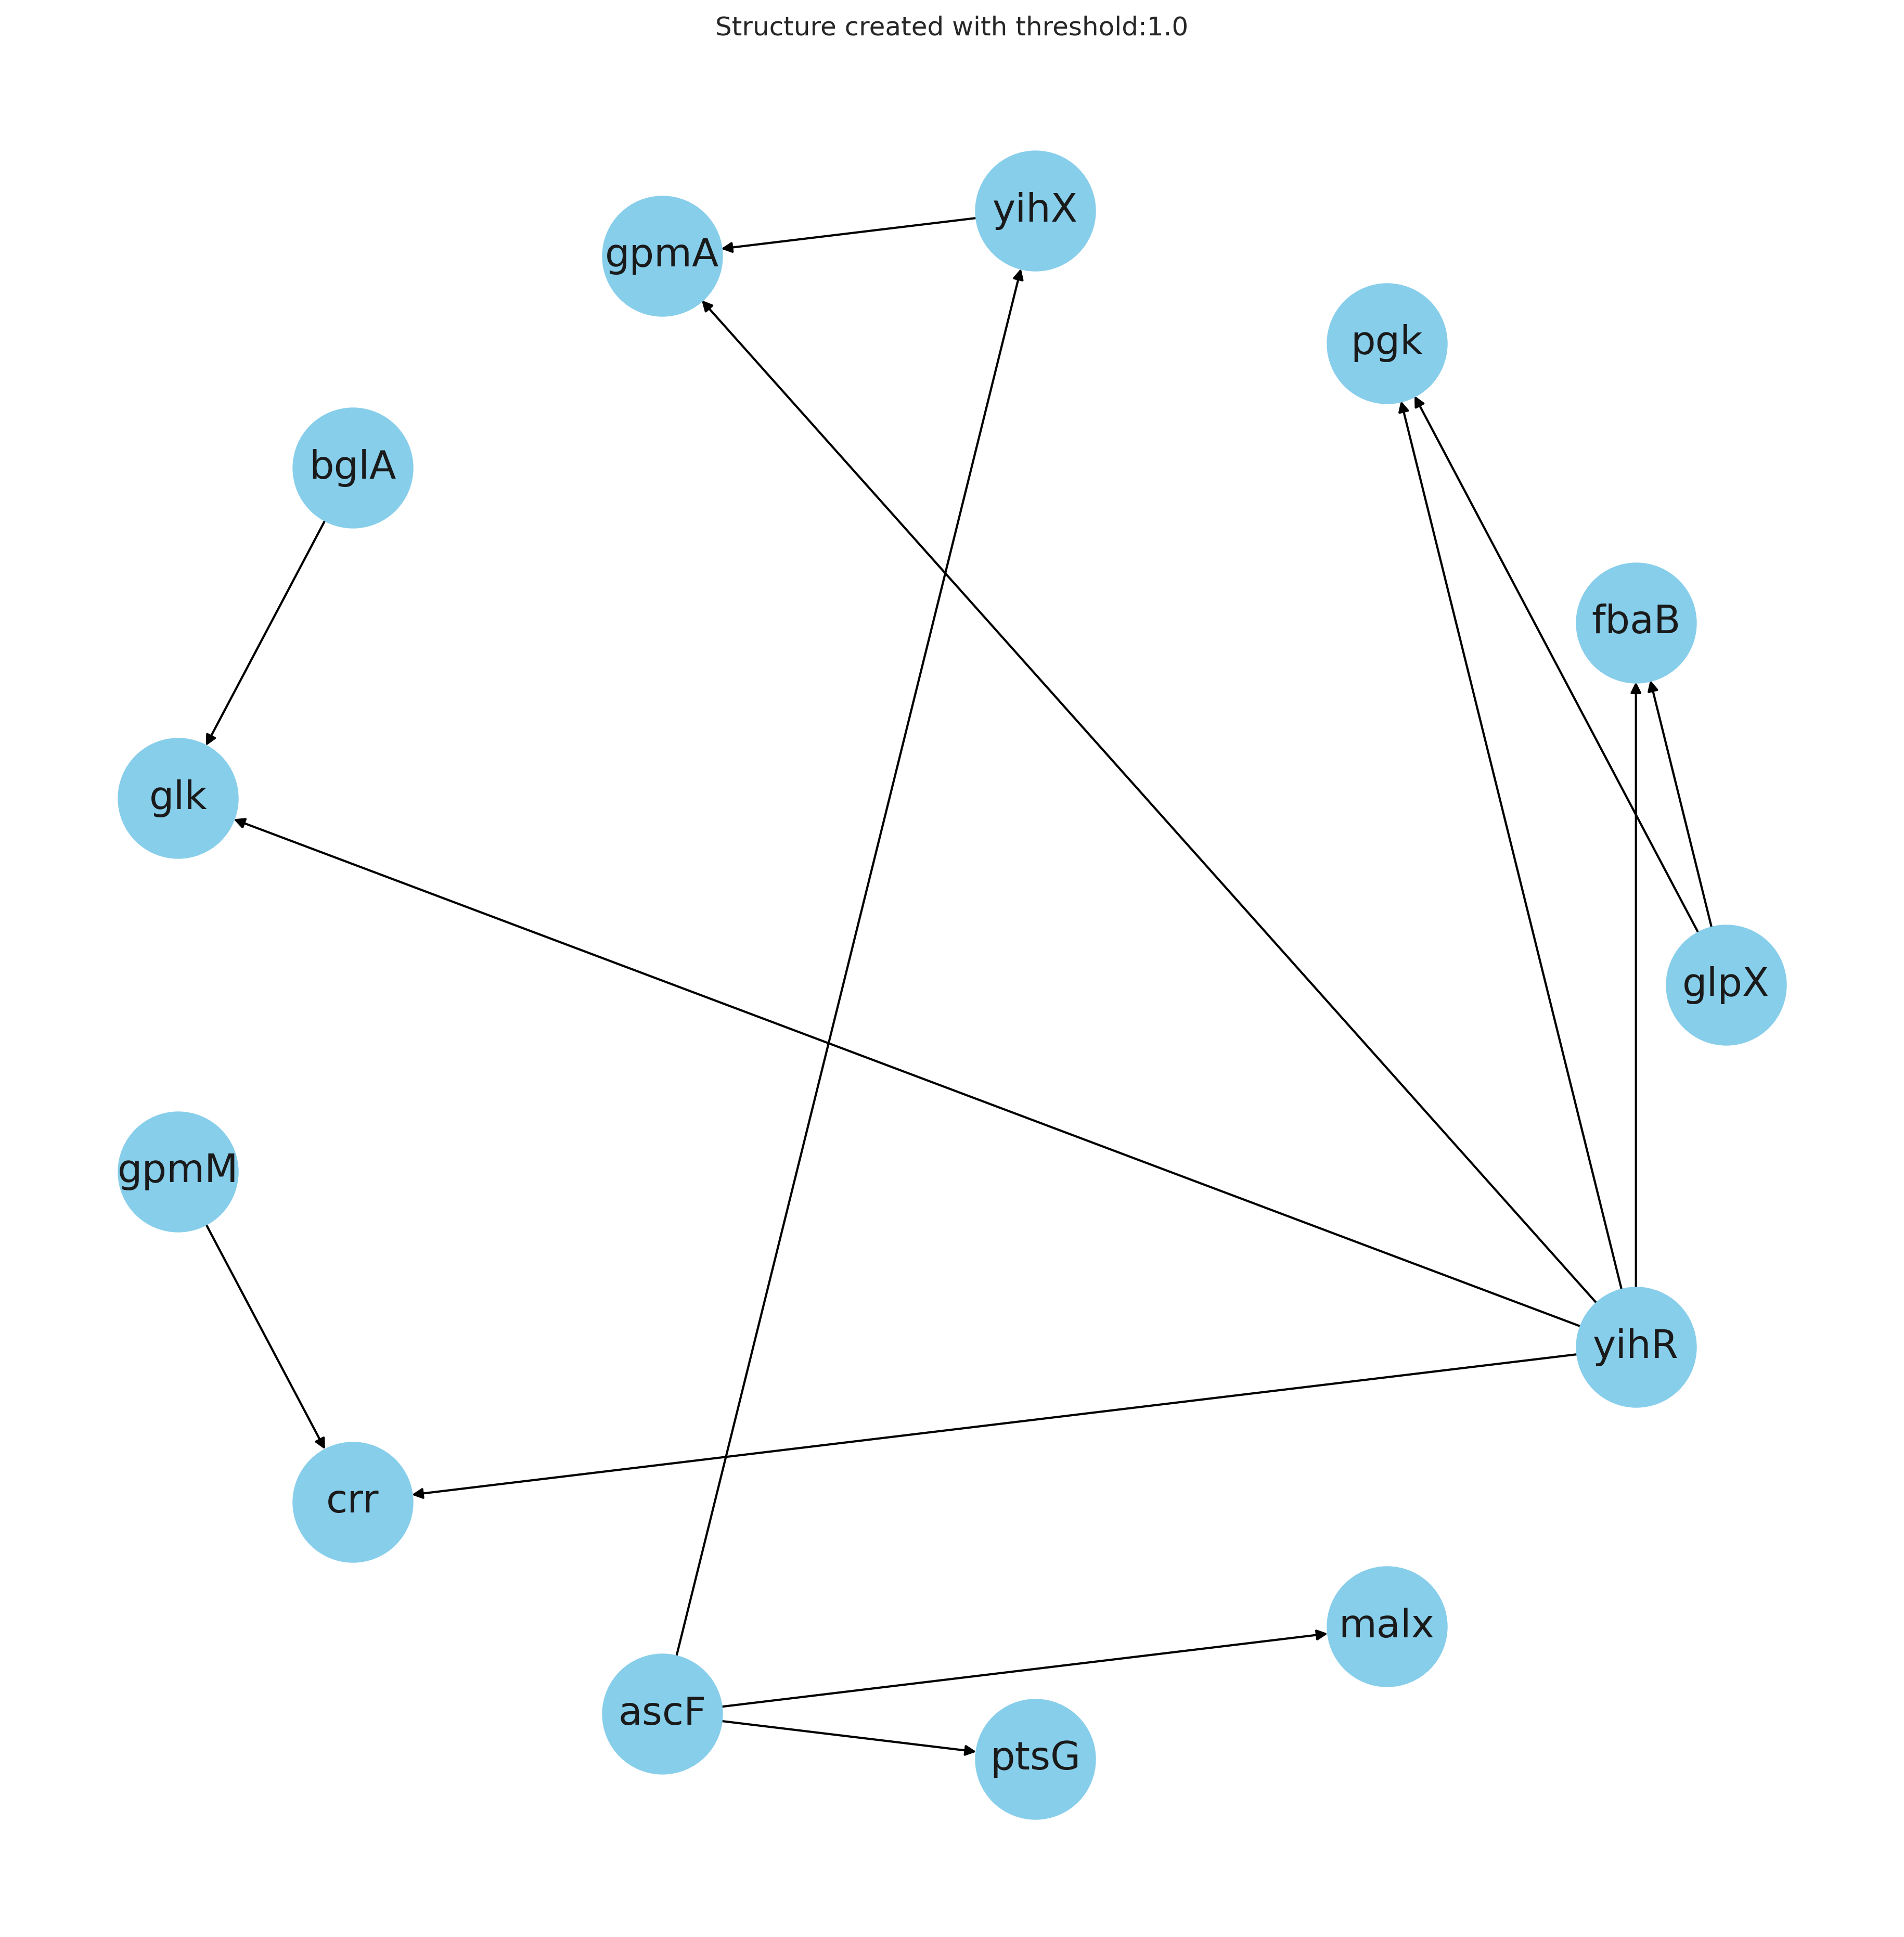 Structure created with threshold:1.0
yihX
gpmA
pgk
bglA
fbaB
glk
glpX
gpmM
yihR
crr
malx
ascF
ptsG